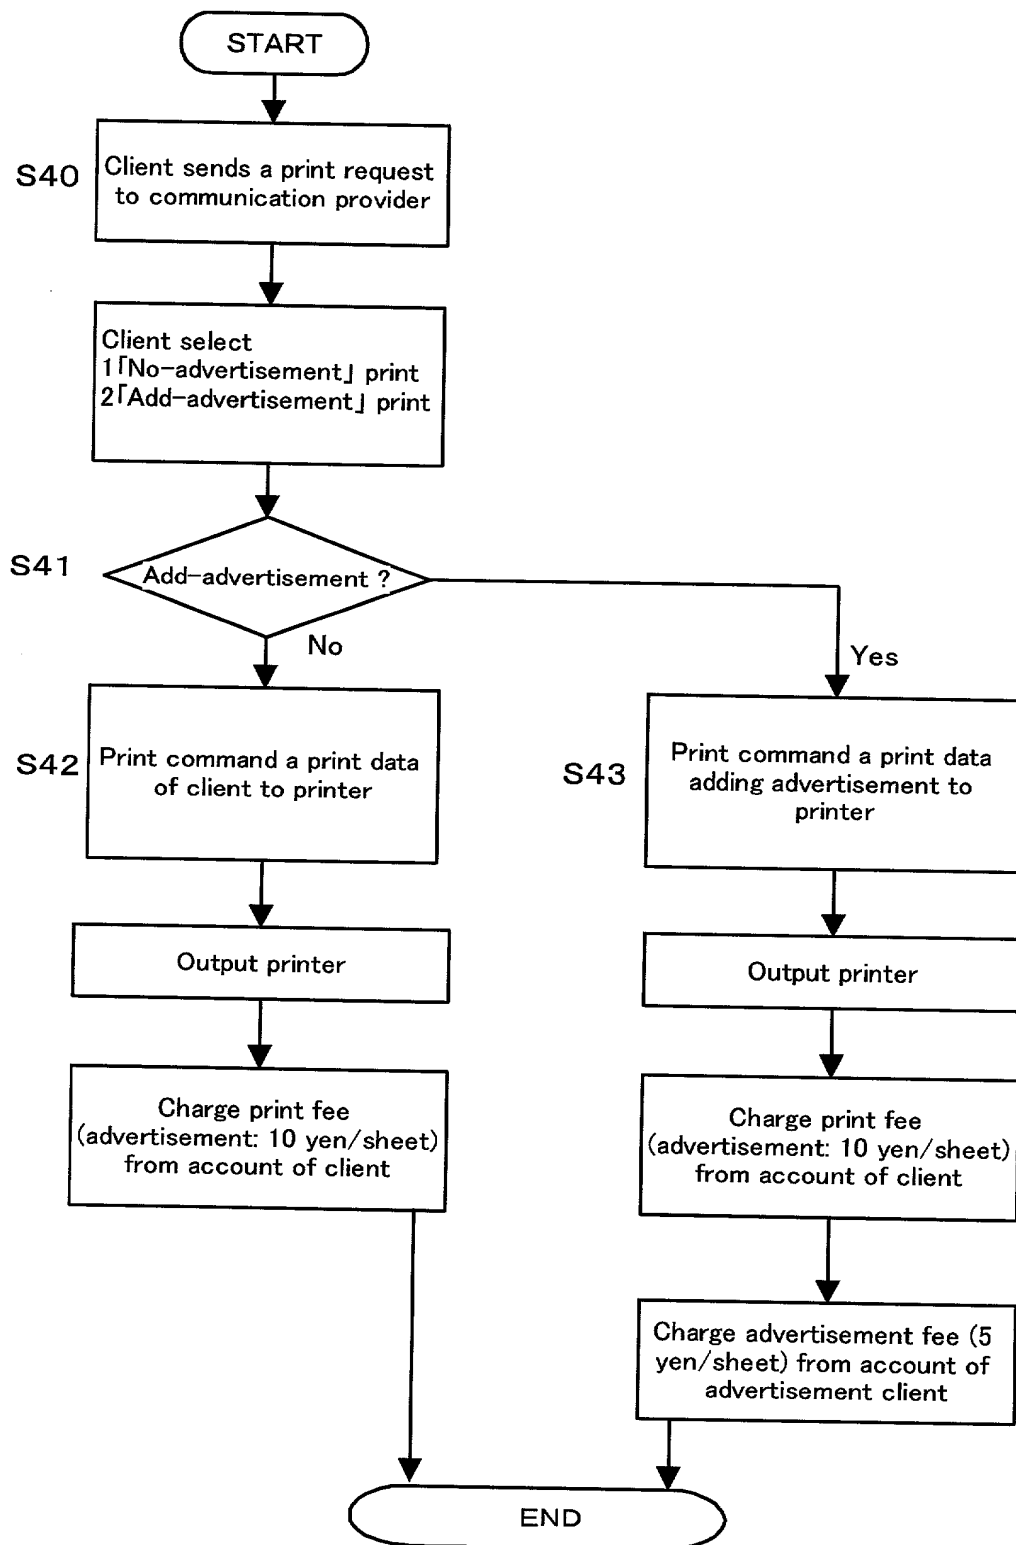 START
S40
Client sends a print request
to communication provider
Client select
1「No-advertisement」 print
2「Add-advertisement」 print
S41
Add-advertisement ?
No
Yes
S42
Print command a print data
of client to printer
S43
Print command a print data
adding advertisement to
printer
Output printer
Output printer
Charge print fee
(advertisement: 10 yen/sheet)
from account of client
Charge print fee
(advertisement: 10 yen/sheet)
from account of client
Charge advertisement fee (5
yen/sheet) from account of
advertisement client
END